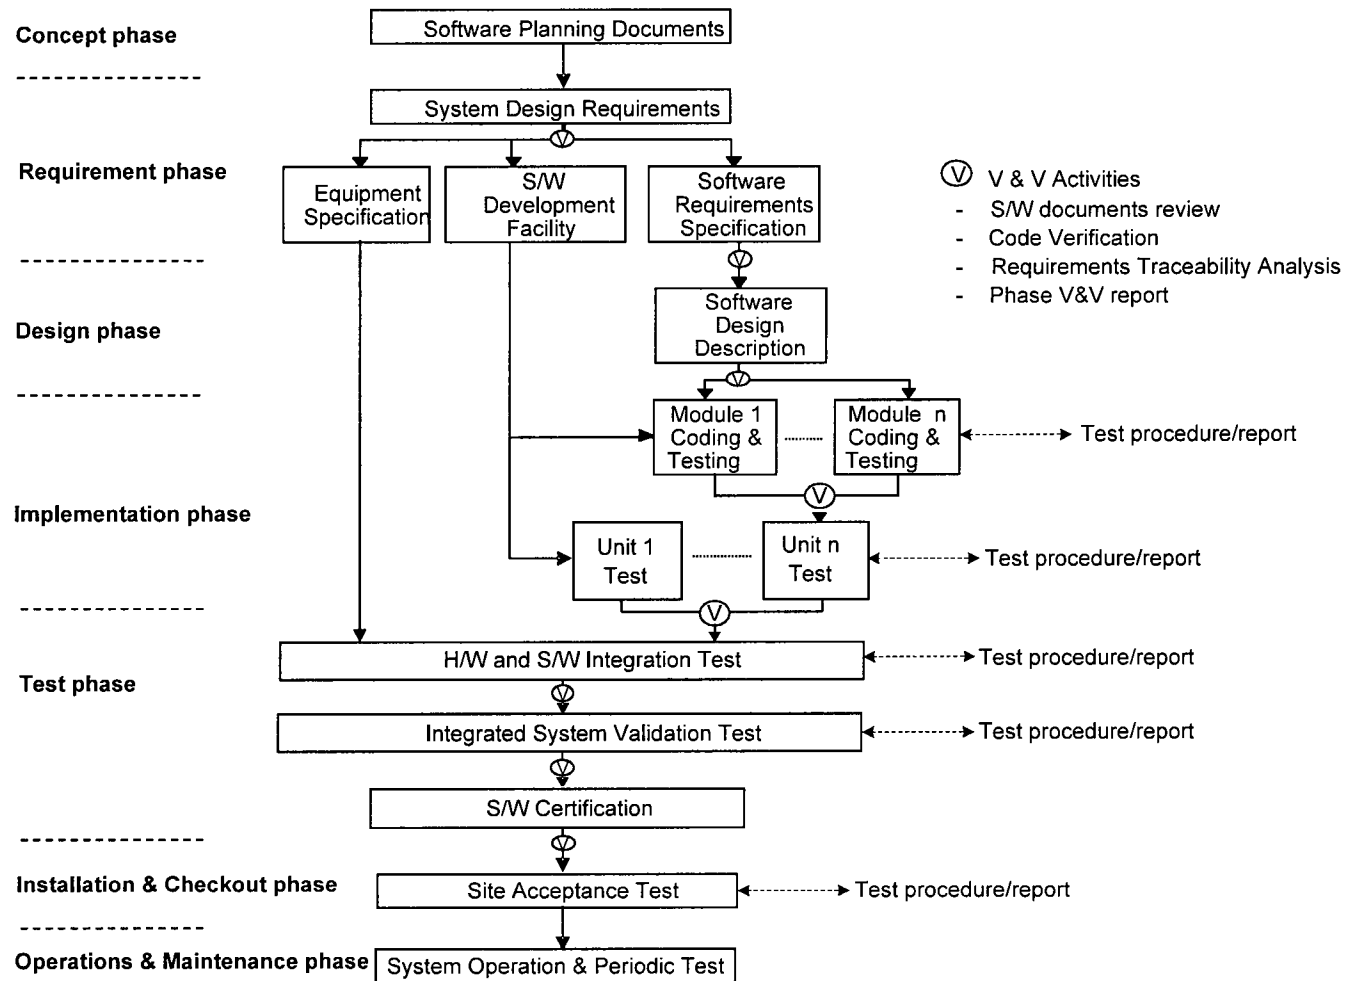 Concept phase
Software Planning Documents
System Design Requirements
V
Requirement phase
Equipment
Specification
S/W
Development
Facility
Software
Requirements
Specification
V V & V Activities
- S/W documents review
- Code Verification
- Requirements Traceability Analysis
- Phase V&V report
V
Design phase
Software
Design
Description
V
Module 1
Coding &
Testing
Module n
Coding &
Testing
Test procedure/report
V
Implementation phase
Unit 1
Test
Unit n
Test
Test procedure/report
V
H/W and S/W Integration Test
Test procedure/report
Test phase
V
Integrated System Validation Test
Test procedure/report
V
S/W Certification
V
Installation & Checkout phase
Site Acceptance Test
Test procedure/report
Operations & Maintenance phase
System Operation & Periodic Test